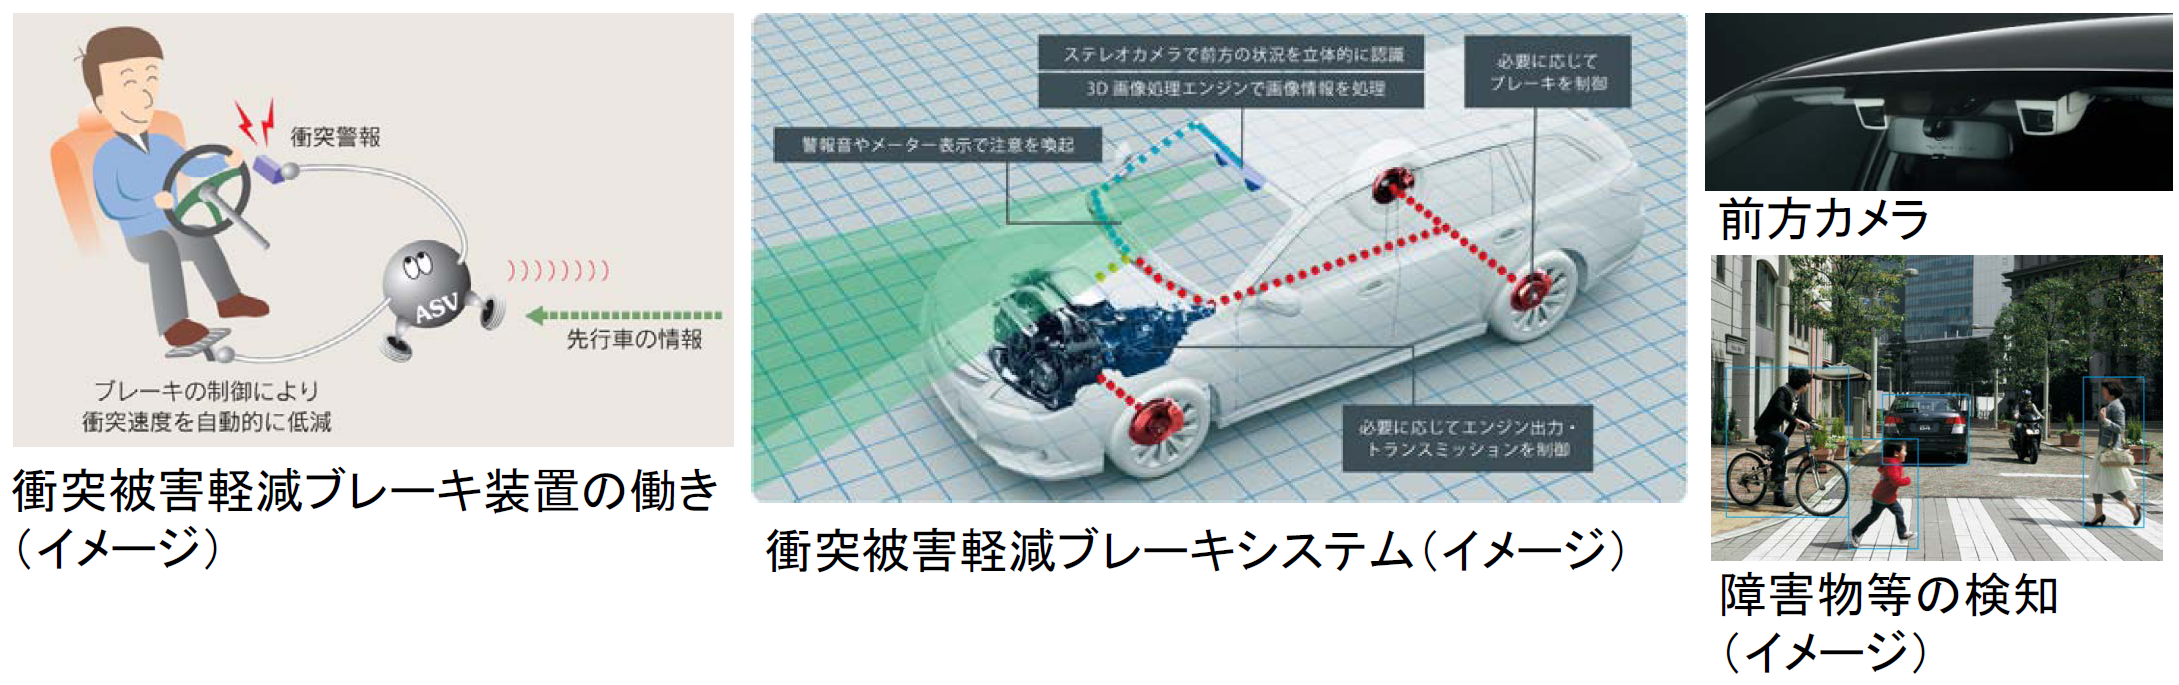 衝突警報
ASV
先行車の情報
ブレーキの制御により
衝突速度を自動的に低減
衝突被害軽減ブレーキ装置の働き
（イメージ）
ステレオカメラで前方の状況を立体的に認識
3D画像処理エンジンで画像情報を処理
必要に応じて
ブレーキを制御
警報音やメーター表示で注意を喚起
必要に応じてエンジン出力・
トランスミッションを制御
衝突被害軽減ブレーキシステム（イメージ）
前方カメラ
障害物等の検知
（イメージ）